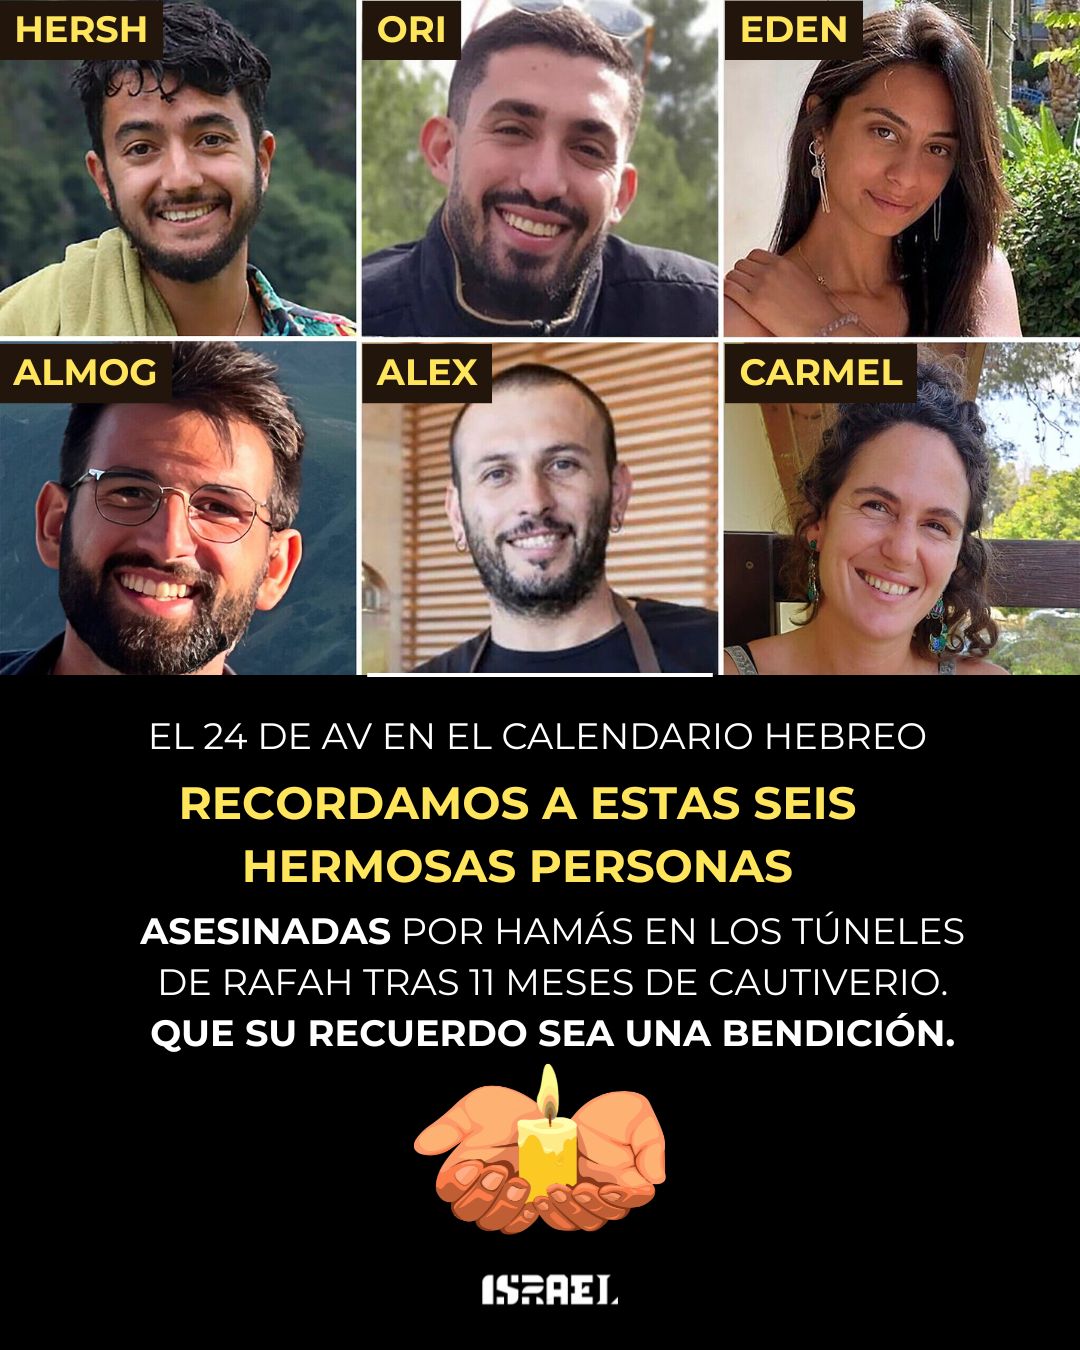 HERSH
ORI
EDEN
ALMOG
ALEX
CARMEL
EL 24 DE AV EN EL CALENDARIO HEBREO
RECORDAMOS A ESTAS SEIS
HERMOSAS PERSONAS
ASESINADAS POR HAMÁS EN LOS TÚNELES
DE RAFAH TRAS 11 MESES DE CAUTIVERIO.
QUE SU RECUERDO SEA UNA BENDICIÓN.
ISRAEL